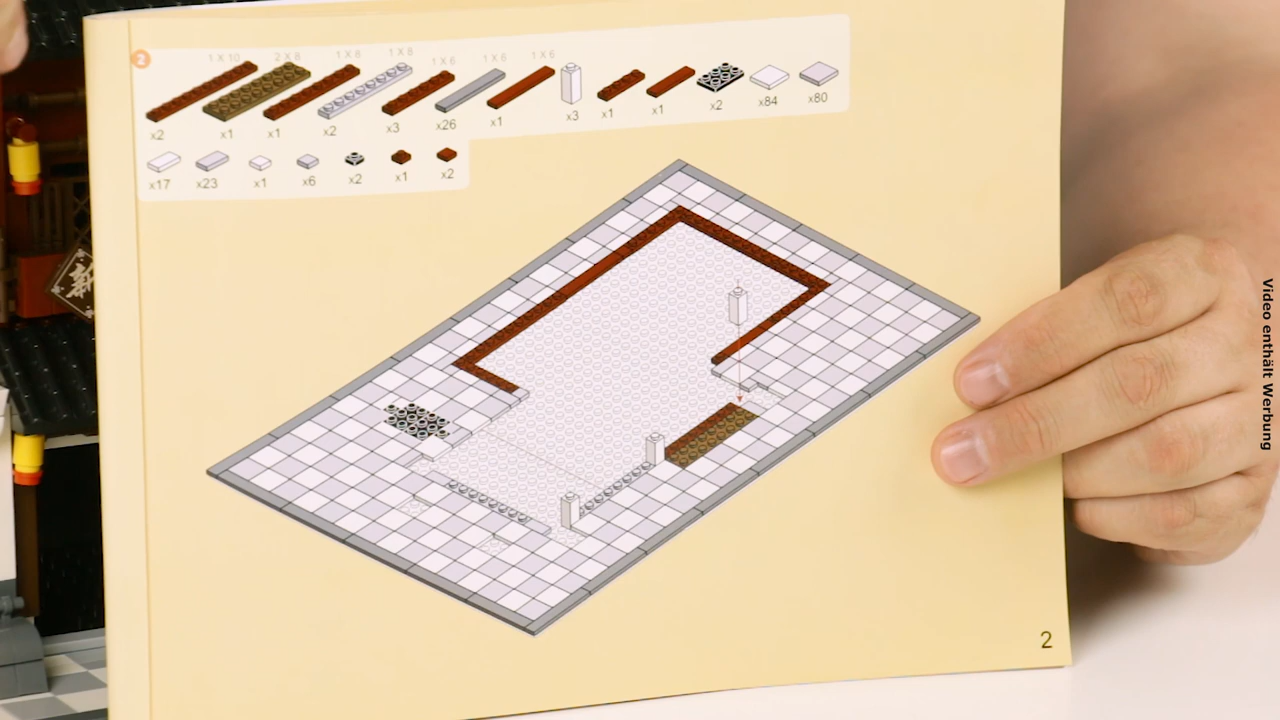 2
1 X 10 2 X 8 1 X 8 1 X 8 1 X 6 1 X 6 1 X 6
x2 x1 x1 x2 x3 x26 x1 x3 x1 x1 x2 x84 x80
x17 x23 x1 x6 x2 x1 x2
新
2
Video enthält Werbung